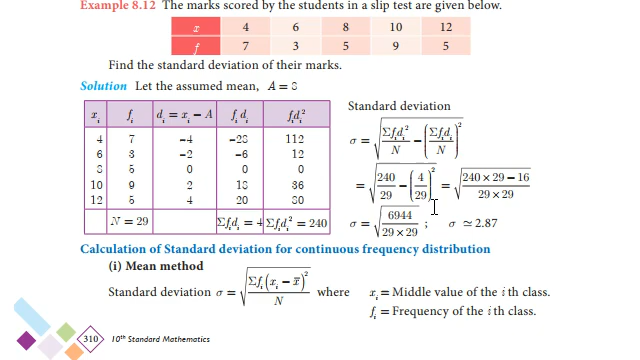 Example 8.12 The marks scored by the students in a slip test are given below.
x 4 6 8 10 12
f 7 3 5 9 5
Find the standard deviation of their marks.
Solution Let the assumed mean, A = 8
xᵢ fᵢ dᵢ = xᵢ − A fᵢdᵢ fᵢdᵢ²
4 7 −4 −28 112
6 3 −2 −6 12
8 5 0 0 0
10 9 2 18 36
12 5 4 20 80
N = 29 Σfᵢdᵢ = 4 Σfᵢdᵢ² = 240
Standard deviation
σ = √(Σfᵢdᵢ²/N − (Σfᵢdᵢ/N)²)
= √(240/29 − (4/29)²) = √((240 × 29 − 16)/(29 × 29))
σ = √(6944/(29 × 29)) ; σ ≃ 2.87
Calculation of Standard deviation for continuous frequency distribution
(i) Mean method
Standard deviation σ = √(Σfᵢ(xᵢ − x̄)²/N) where xᵢ = Middle value of the i th class.
fᵢ = Frequency of the i th class.
310 10th Standard Mathematics